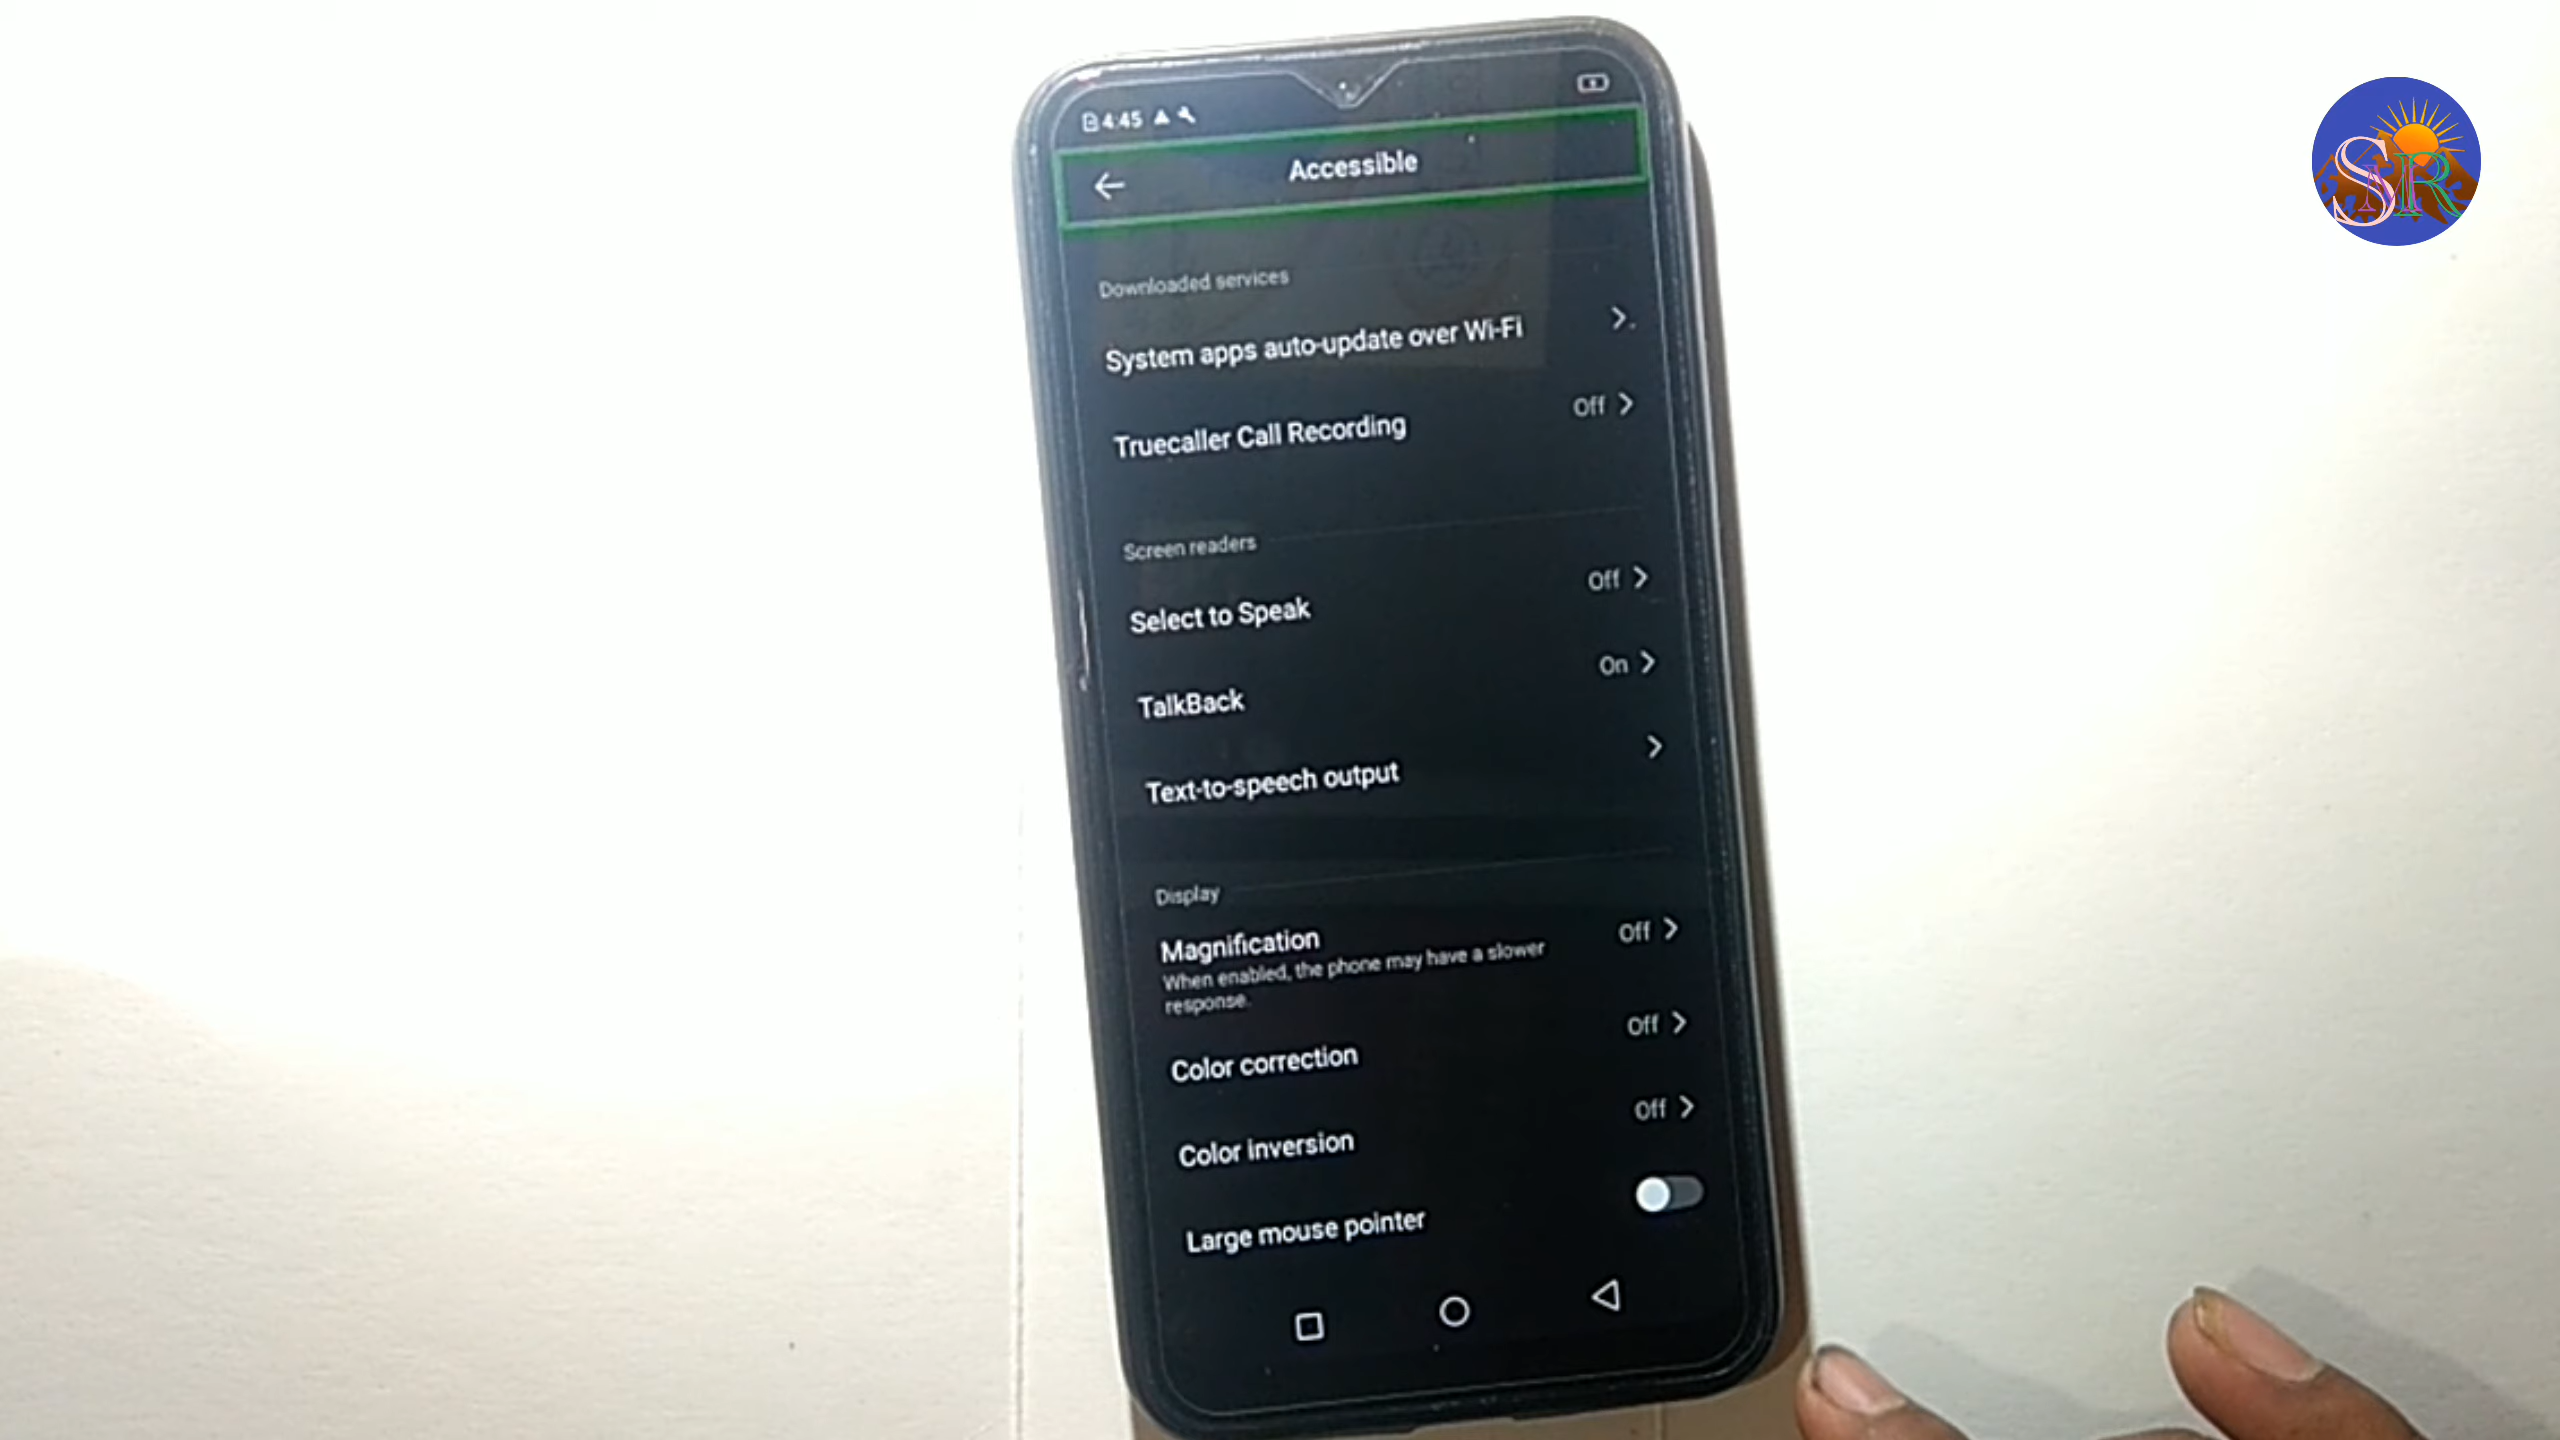 4:45
Accessible
Downloaded services
System apps auto-update over Wi-Fi
Truecaller Call Recording
Off
Screen readers
Select to Speak
Off
TalkBack
On
Text-to-speech output
Display
Magnification
Off
When enabled, the phone may have a slower
response.
Color correction
Off
Color inversion
Off
Large mouse pointer
SMR